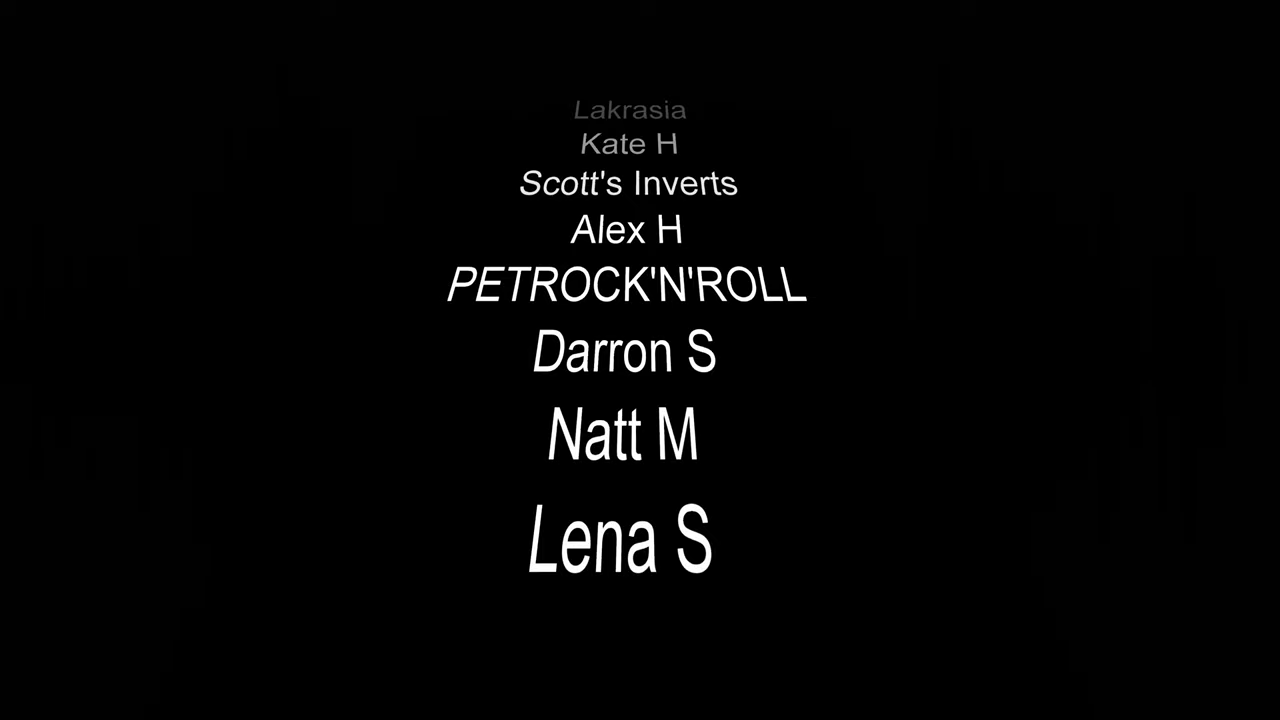 Lakrasia
Kate H
Scott's Inverts
Alex H
PETROCK'N'ROLL
Darron S
Natt M
Lena S